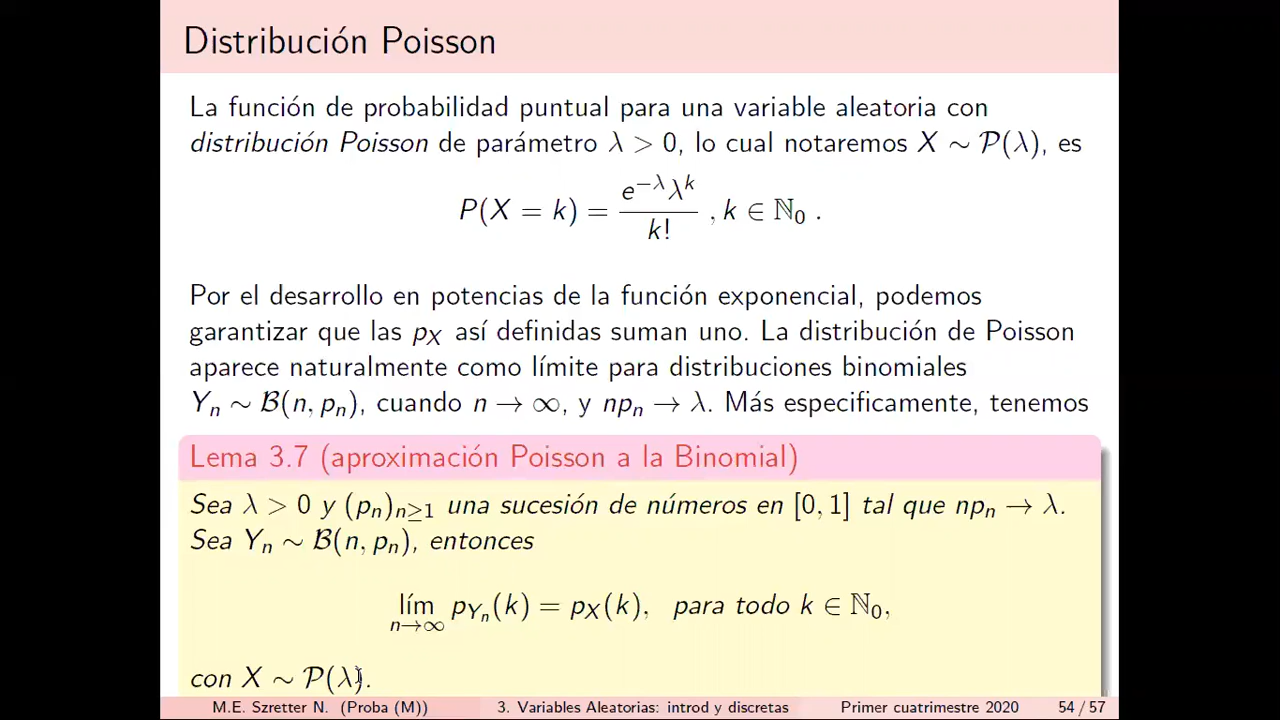 Distribución Poisson
La función de probabilidad puntual para una variable aleatoria con
distribución Poisson de parámetro λ > 0, lo cual notaremos X ∼ 𝒫(λ), es
P(X = k) = e^{−λ}λ^k / k! , k ∈ ℕ₀ .
Por el desarrollo en potencias de la función exponencial, podemos
garantizar que las p_X así definidas suman uno. La distribución de Poisson
aparece naturalmente como límite para distribuciones binomiales
Y_n ∼ ℬ(n, p_n), cuando n → ∞, y np_n → λ. Más especificamente, tenemos
Lema 3.7 (aproximación Poisson a la Binomial)
Sea λ > 0 y (p_n)_{n≥1} una sucesión de números en [0, 1] tal que np_n → λ.
Sea Y_n ∼ ℬ(n, p_n), entonces
lím_{n→∞} p_{Y_n}(k) = p_X(k), para todo k ∈ ℕ₀,
con X ∼ 𝒫(λ).
M.E. Szretter N. (Proba (M)) 3. Variables Aleatorias: introd y discretas Primer cuatrimestre 2020 54 / 57